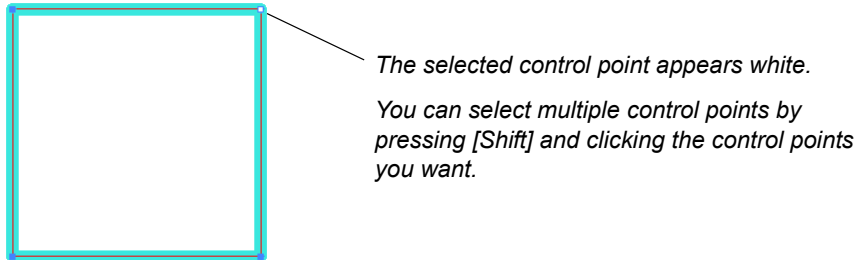 The selected control point appears white.
You can select multiple control points by
pressing [Shift] and clicking the control points
you want.